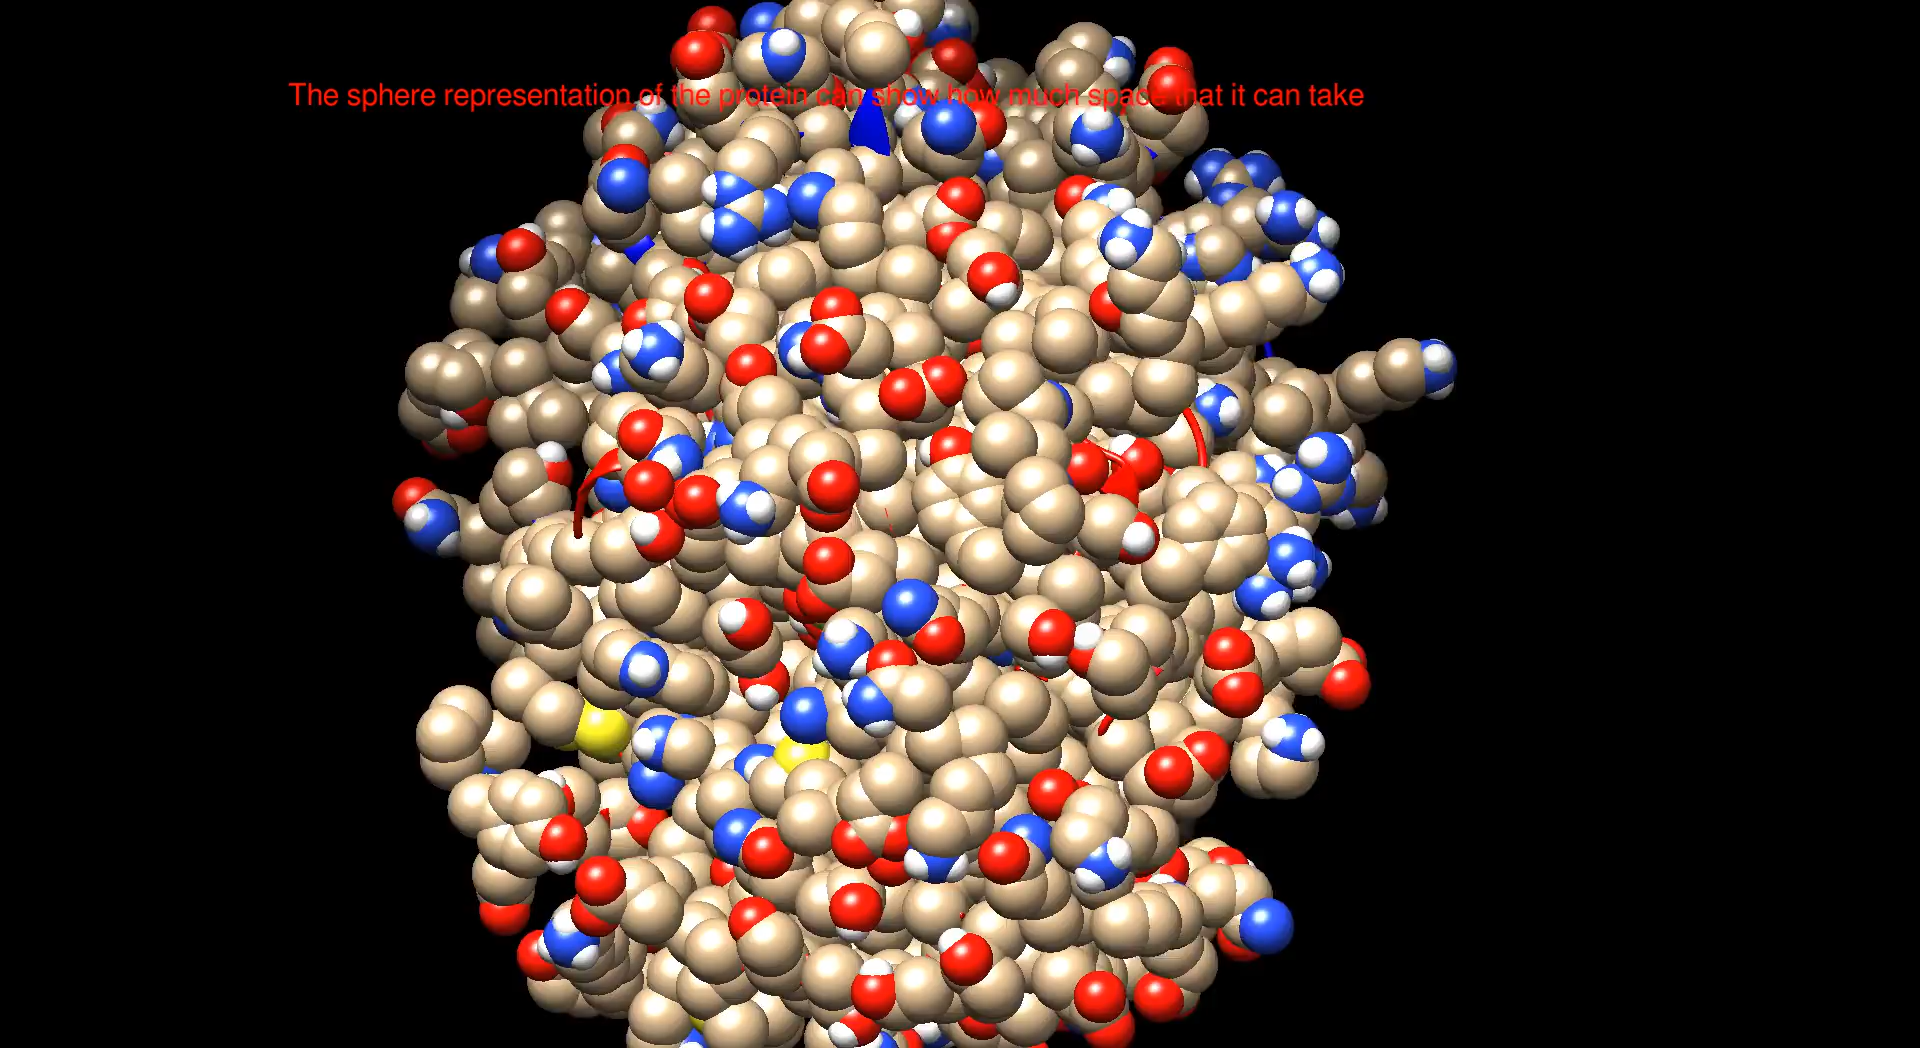 The sphere representation of the protein can show how much space that it can take